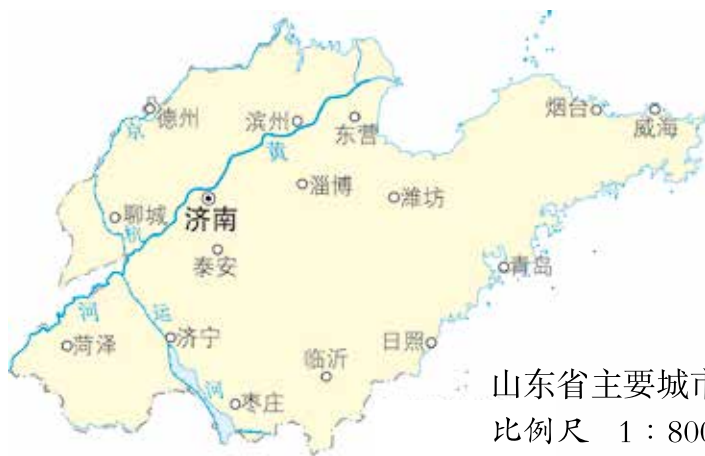 德州
滨州
东营
烟台
威海
京
黄
淄博
潍坊
聊城
济南
杭
泰安
青岛
河
运
济宁
菏泽
临沂
日照
河
枣庄
山东省主要城市
比例尺 1:800